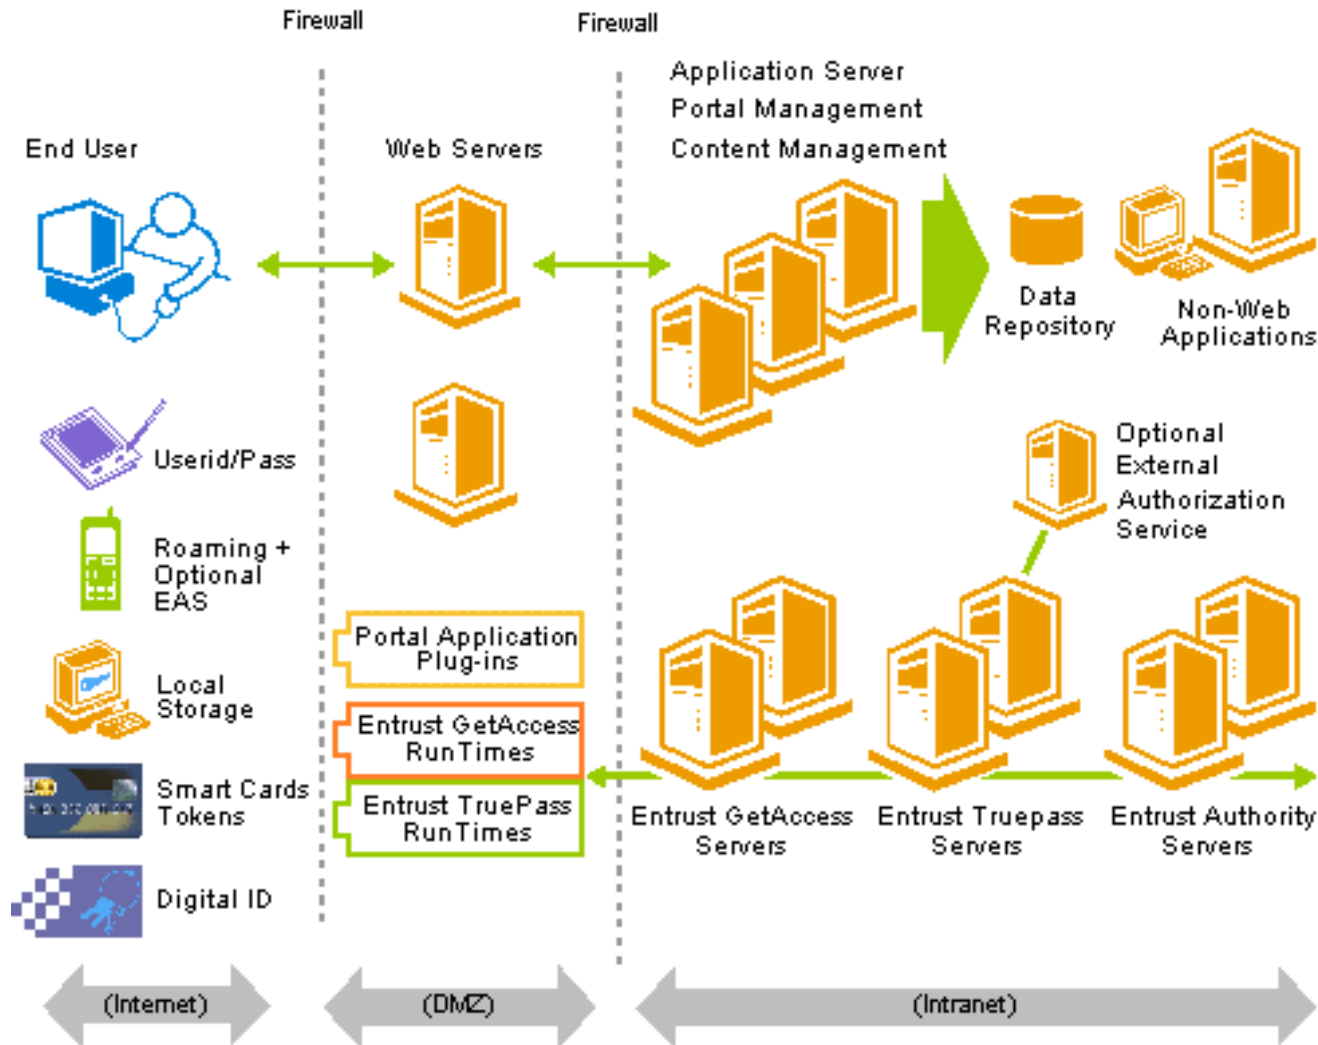 Firewall
Firewall
Application Server
Portal Management
Content Management
End User
Web Servers
Data
Repository
Non-Web
Applications
Userid/Pass
Roaming +
Optional
EAS
Local
Storage
Smart Cards
Tokens
Digital ID
Portal Application
Plug-ins
Entrust GetAccess
RunTimes
Entrust TruePass
RunTimes
Optional
External
Authorization
Service
Entrust GetAccess
Servers
Entrust Truepass
Servers
Entrust Authority
Servers
(Internet)
(DMZ)
(Intranet)